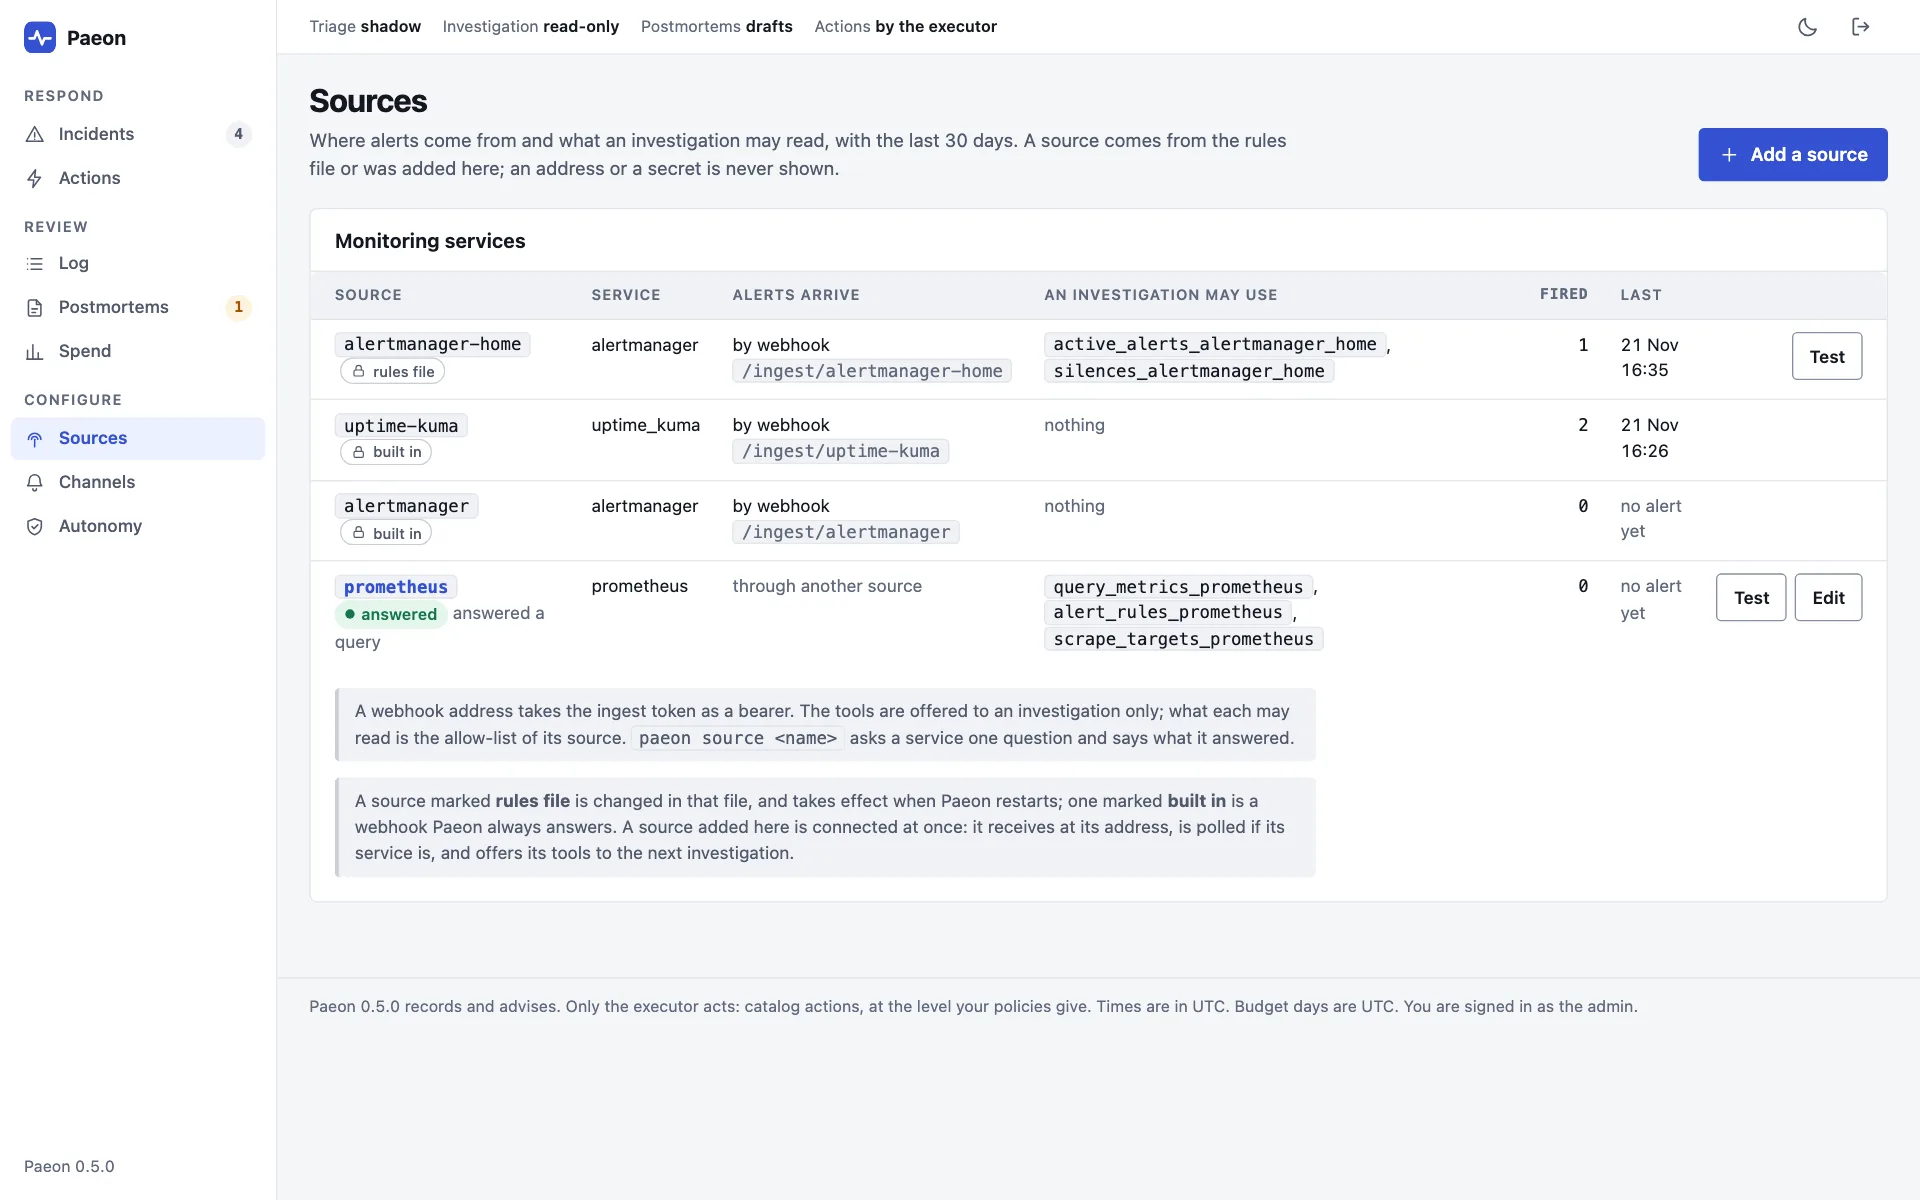 Paeon
RESPOND
Incidents 4
Actions
REVIEW
Log
Postmortems 1
Spend
CONFIGURE
Sources
Channels
Autonomy
Paeon 0.5.0
Triage shadow Investigation read-only Postmortems drafts Actions by the executor
Sources
Where alerts come from and what an investigation may read, with the last 30 days. A source comes from the rules
file or was added here; an address or a secret is never shown.
+ Add a source
Monitoring services
SOURCE SERVICE ALERTS ARRIVE AN INVESTIGATION MAY USE FIRED LAST
alertmanager-home alertmanager by webhook active_alerts_alertmanager_home, 1 21 Nov Test
rules file /ingest/alertmanager-home silences_alertmanager_home 16:35
uptime-kuma uptime_kuma by webhook nothing 2 21 Nov
built in /ingest/uptime-kuma 16:26
alertmanager alertmanager by webhook nothing 0 no alert
built in /ingest/alertmanager yet
prometheus prometheus through another source query_metrics_prometheus, 0 no alert Test Edit
answered answered a alert_rules_prometheus, yet
query scrape_targets_prometheus
A webhook address takes the ingest token as a bearer. The tools are offered to an investigation only; what each may
read is the allow-list of its source. paeon source <name> asks a service one question and says what it answered.
A source marked rules file is changed in that file, and takes effect when Paeon restarts; one marked built in is a
webhook Paeon always answers. A source added here is connected at once: it receives at its address, is polled if its
service is, and offers its tools to the next investigation.
Paeon 0.5.0 records and advises. Only the executor acts: catalog actions, at the level your policies give. Times are in UTC. Budget days are UTC. You are signed in as the admin.